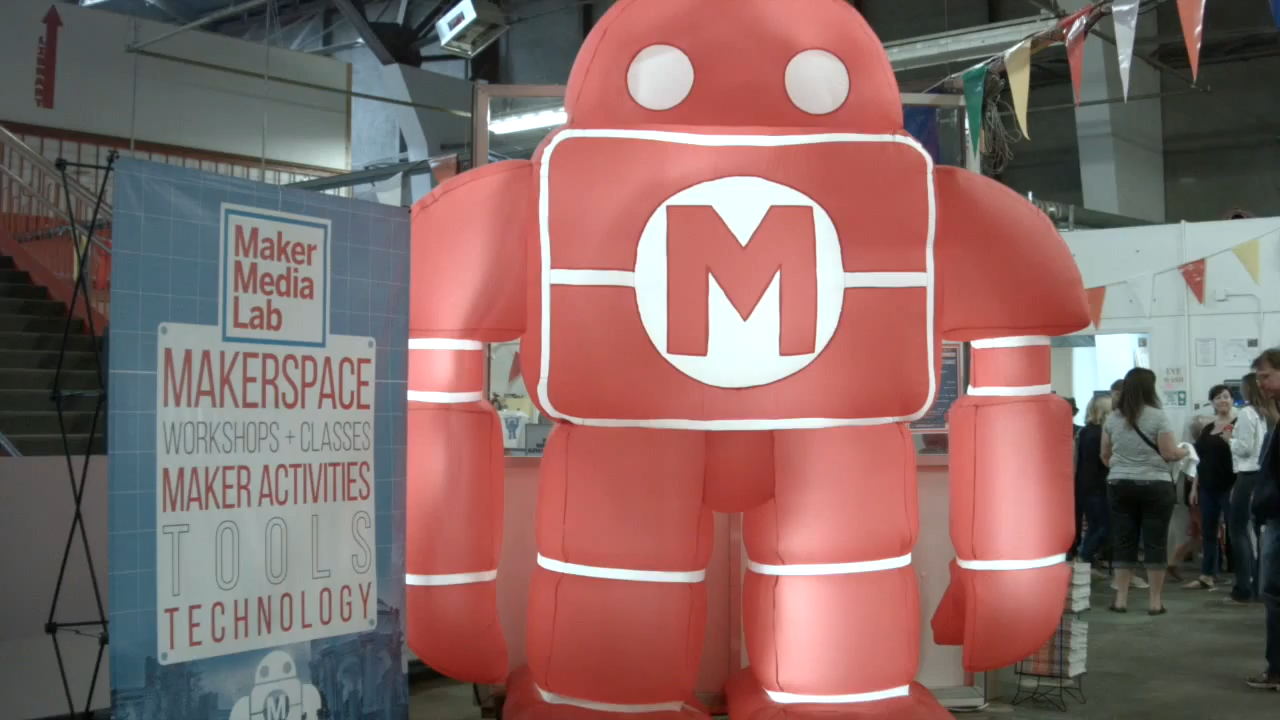 Maker
Media
Lab
MAKERSPACE
WORKSHOPS + CLASSES
MAKER ACTIVITIES
TOOLS
TECHNOLOGY
M
M